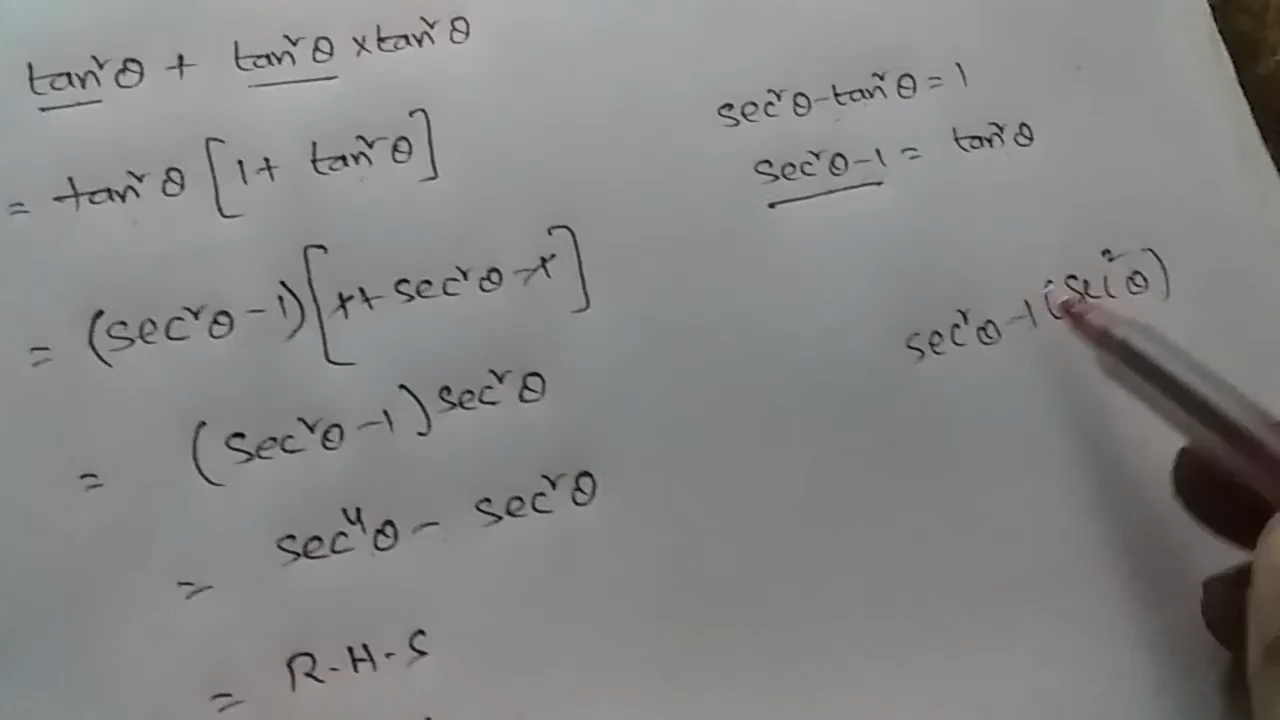 tan²θ + tan²θ × tan²θ
= tan²θ [1 + tan²θ]
= (sec²θ - 1) [1 + sec²θ - 1]
= (sec²θ - 1) sec²θ
= sec⁴θ - sec²θ
= R-H-S
sec²θ - tan²θ = 1
sec²θ - 1 = tan²θ
sec²θ - 1 (sec²θ)